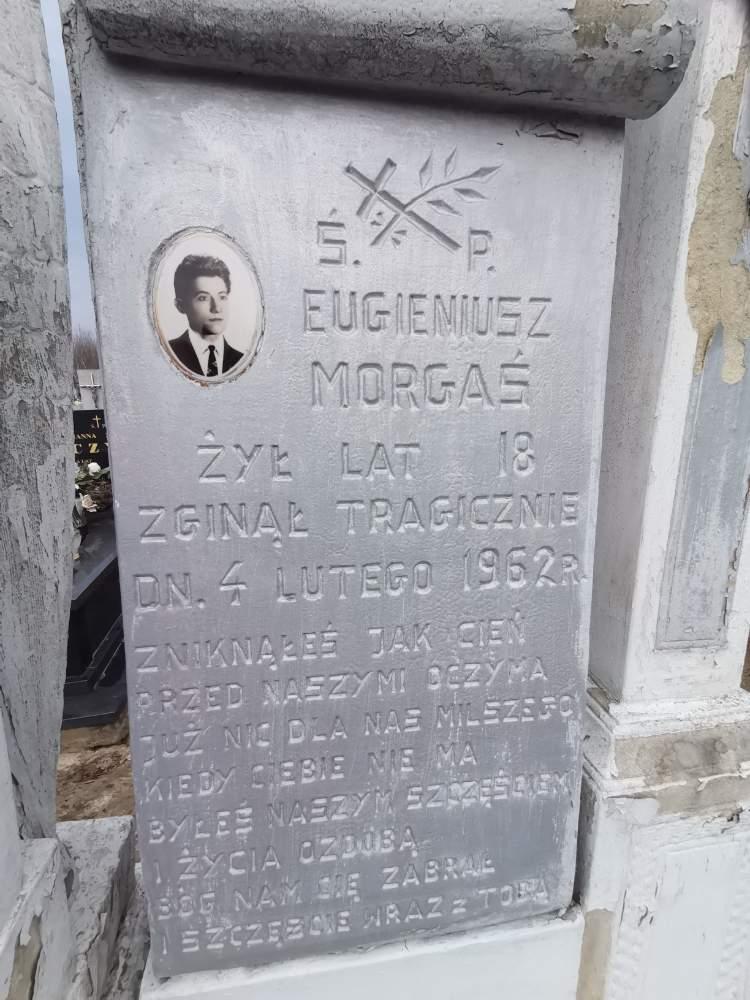 Ś. P.
EUGIENIUSZ
MORGAŚ
ŻYŁ LAT 18
ZGINĄŁ TRAGICZNIE
DN. 4 LUTEGO 1962R.
ZNIKNĄŁEŚ JAK CIEŃ
PRZED NASZYMI OCZYMA
JUŻ NIC DLA NAS MILSZEGO
KIEDY CIEBIE NIE MA
BYŁEŚ NASZYM SZCZĘŚCIEM
I ŻYCIA OZDOBĄ
BÓG NAM CIĘ ZABRAŁ
I SZCZĘŚCIE WRAZ z TOBĄ